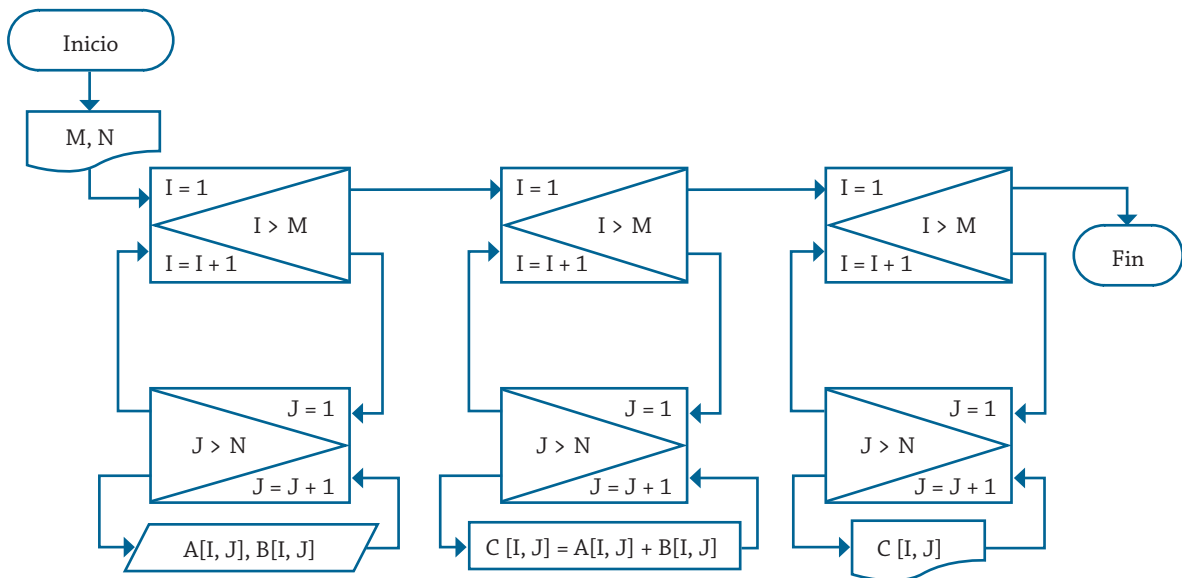 Inicio
M, N
I = 1
I > M
I = I + 1
J = 1
J > N
J = J + 1
A[I, J], B[I, J]
I = 1
I > M
I = I + 1
J = 1
J > N
J = J + 1
C [I, J] = A[I, J] + B[I, J]
I = 1
I > M
I = I + 1
J = 1
J > N
J = J + 1
C [I, J]
Fin